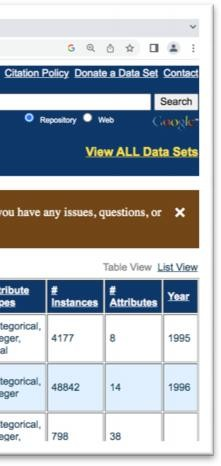 Citation Policy Donate a Data Set Contact
Search
Repository Web Google
View ALL Data Sets
you have any issues, questions, or ×
Table View List View
# Instances # Attributes Year
tegorical,
eger, 4177 8 1995
al
tegorical, 48842 14 1996
eger
tegorical,
eger, 798 38